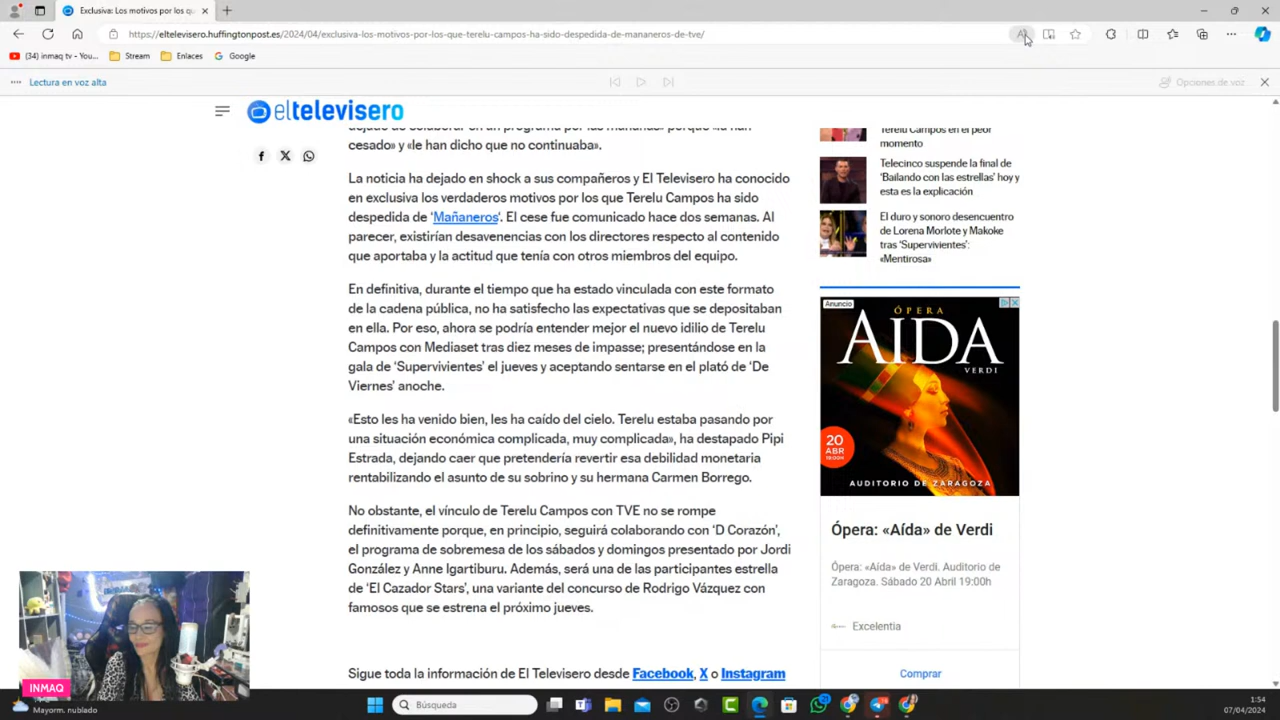 Exclusiva: Los motivos por los qu
https://eltelevisero.huffingtonpost.es/2024/04/exclusiva-los-motivos-por-los-que-terelu-campos-ha-sido-despedida-de-mananeros-de-tve/
(34) inmaq tv - You...
Stream
Enlaces
Google
Lectura en voz alta
Opciones de voz
eltelevisero
dejado de colaborar en un programa por las mañanas» porque «la han
cesado» y «le han dicho que no continuaba».
La noticia ha dejado en shock a sus compañeros y El Televisero ha conocido
en exclusiva los verdaderos motivos por los que Terelu Campos ha sido
despedida de ‘Mañaneros‘. El cese fue comunicado hace dos semanas. Al
parecer, existirían desavenencias con los directores respecto al contenido
que aportaba y la actitud que tenía con otros miembros del equipo.
En definitiva, durante el tiempo que ha estado vinculada con este formato
de la cadena pública, no ha satisfecho las expectativas que se depositaban
en ella. Por eso, ahora se podría entender mejor el nuevo idilio de Terelu
Campos con Mediaset tras diez meses de impasse; presentándose en la
gala de ‘Supervivientes’ el jueves y aceptando sentarse en el plató de ‘De
Viernes’ anoche.
«Esto les ha venido bien, les ha caído del cielo. Terelu estaba pasando por
una situación económica complicada, muy complicada», ha destapado Pipi
Estrada, dejando caer que pretendería revertir esa debilidad monetaria
rentabilizando el asunto de su sobrino y su hermana Carmen Borrego.
No obstante, el vínculo de Terelu Campos con TVE no se rompe
definitivamente porque, en principio, seguirá colaborando con ‘D Corazón’,
el programa de sobremesa de los sábados y domingos presentado por Jordi
González y Anne Igartiburu. Además, será una de las participantes estrella
de ‘El Cazador Stars’, una variante del concurso de Rodrigo Vázquez con
famosos que se estrena el próximo jueves.
Sigue toda la información de El Televisero desde Facebook, X o Instagram
Terelu Campos en el peor
momento
Telecinco suspende la final de
‘Bailando con las estrellas’ hoy y
esta es la explicación
El duro y sonoro desencuentro
de Lorena Morlote y Makoke
tras ‘Supervivientes’:
«Mentirosa»
Anuncio
ÓPERA
AIDA
VERDI
20
ABR
19:00H
AUDITORIO DE ZARAGOZA
Ópera: «Aída» de Verdi
Ópera: «Aída» de Verdi. Auditorio de
Zaragoza. Sábado 20 Abril 19:00h
Excelentia
Comprar
INMAQ
Mayorm. nublado
Búsqueda
1:54
07/04/2024